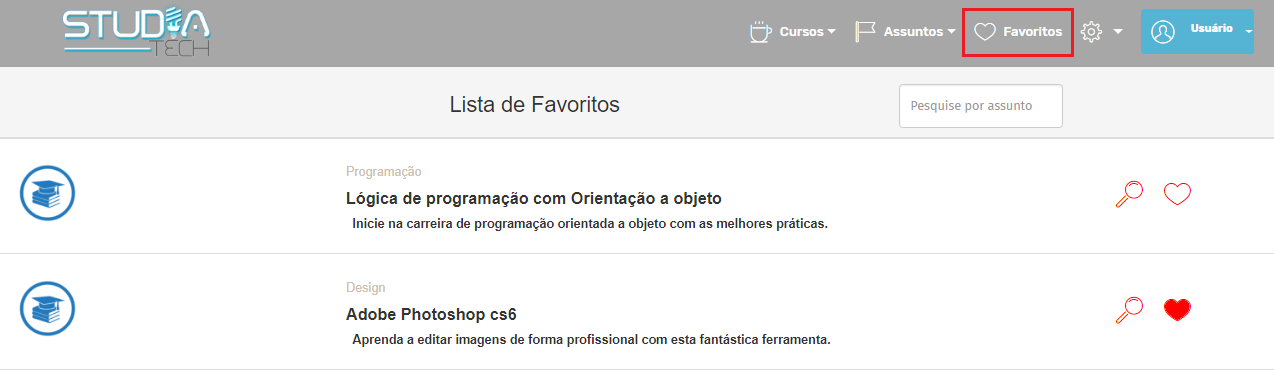 STUDIA
TECH
Cursos
Assuntos
Favoritos
Usuário
Lista de Favoritos
Pesquise por assunto
Programação
Lógica de programação com Orientação a objeto
Inicie na carreira de programação orientada a objeto com as melhores práticas.
Design
Adobe Photoshop cs6
Aprenda a editar imagens de forma profissional com esta fantástica ferramenta.